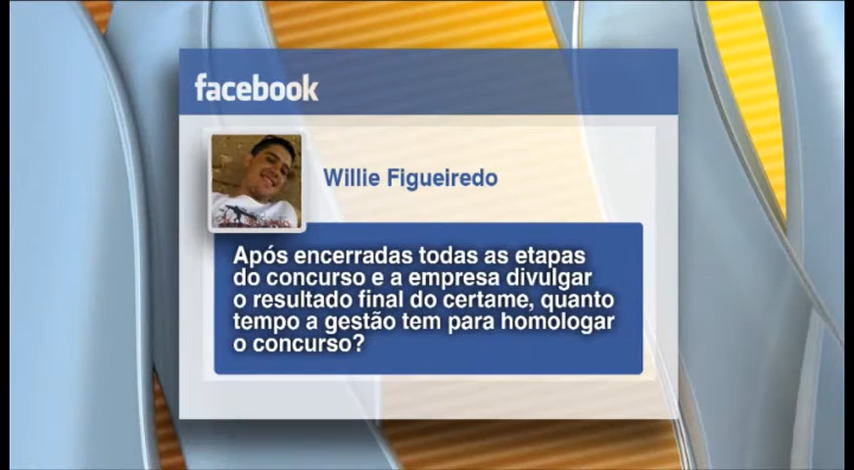 facebook
Willie Figueiredo
Após encerradas todas as etapas
do concurso e a empresa divulgar
o resultado final do certame, quanto
tempo a gestão tem para homologar
o concurso?